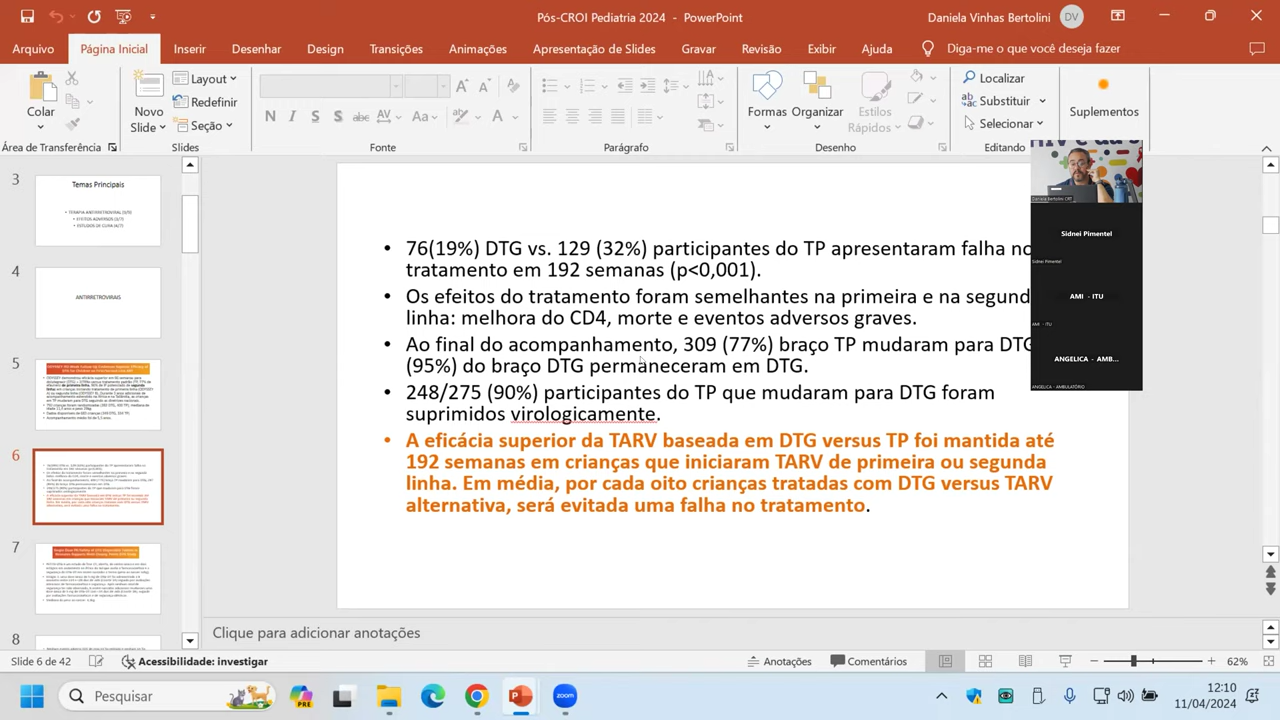 Pós-CROI Pediatria 2024 - PowerPoint
Daniela Vinhas Bertolini
DV
Arquivo
Página Inicial
Inserir
Desenhar
Design
Transições
Animações
Apresentação de Slides
Gravar
Revisão
Exibir
Ajuda
Diga-me o que você deseja fazer
Colar
Novo
Slide
Layout
Redefinir
Seção
N
I
S
Aa
Formas
Organizar
Estilos
Rápidos
Localizar
Substituir
Selecionar
Suplementos
Área de Transferência
Slides
Fonte
Parágrafo
Desenho
Editando
3
Temas Principais
4
ANTIRRETROVIRAIS
5
6
7
8
• 76(19%) DTG vs. 129 (32%) participantes do TP apresentaram falha no
tratamento em 192 semanas (p<0,001).
• Os efeitos do tratamento foram semelhantes na primeira e na segund
linha: melhora do CD4, morte e eventos adversos graves.
• Ao final do acompanhamento, 309 (77%) braço TP mudaram para DTG
(95%) do braço DTG permaneceram em DTG.
• 248/275 (90%) participantes do TP que mudaram para DTG foram
suprimidos virologicamente.
• A eficácia superior da TARV baseada em DTG versus TP foi mantida até
192 semanas em crianças que iniciaram TARV de primeira ou segunda
linha. Em média, por cada oito crianças tratadas com DTG versus TARV
alternativa, será evitada uma falha no tratamento.
Daniela Bertolini CRT
Sidnei Pimentel
Sidnei Pimentel
AMI - ITU
AMI - ITU
ANGELICA - AMB...
ANGELICA - AMBULATÓRIO
Clique para adicionar anotações
Slide 6 de 42
Acessibilidade: investigar
Anotações
Comentários
62%
Pesquisar
PRE
zoom
12:10
11/04/2024